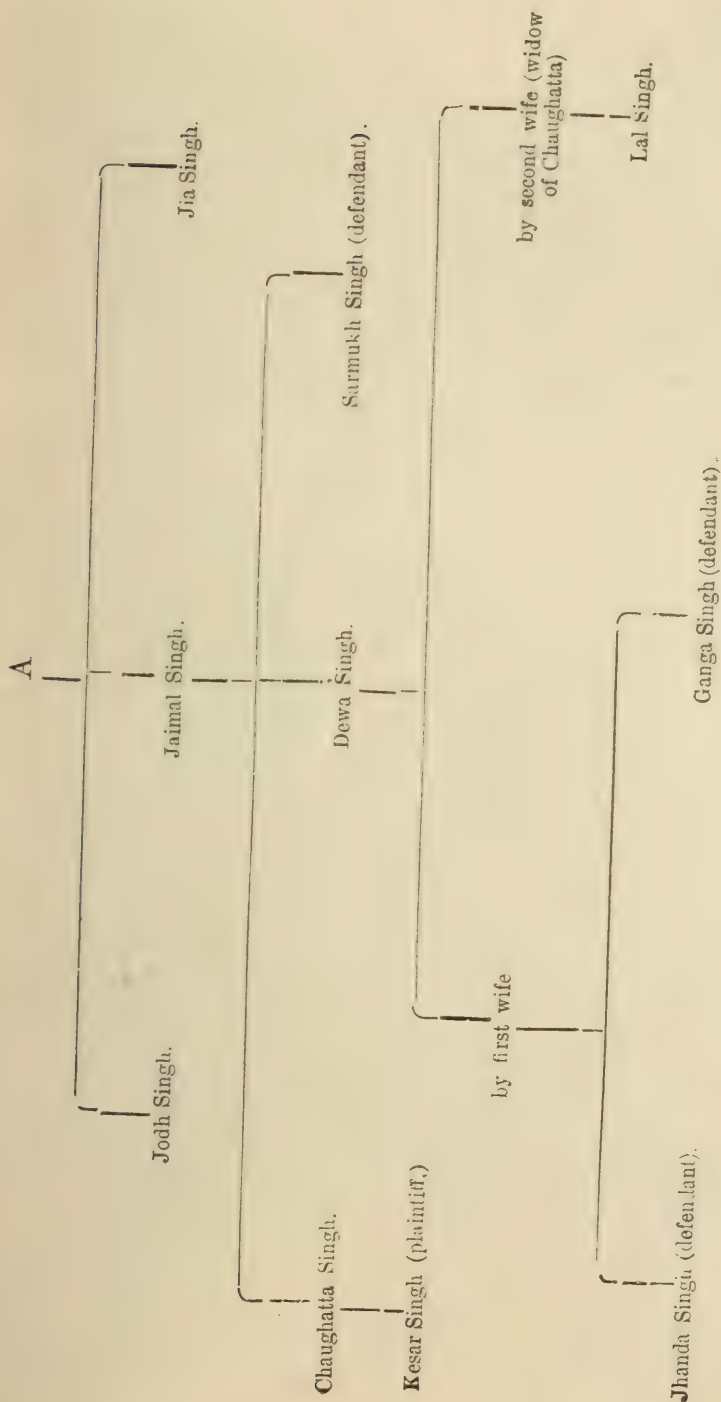 A
Jodh Singh.
Jaimal Singh.
Jia Singh.
Chaughatta Singh.
Dewa Singh.
Sarmukh Singh (defendant).
Kesar Singh (plaintiff,)
by first wife
by second wife (widow
of Chaughatta)
Jhanda Singh (defendant).
Ganga Singh (defendant).
Lal Singh.